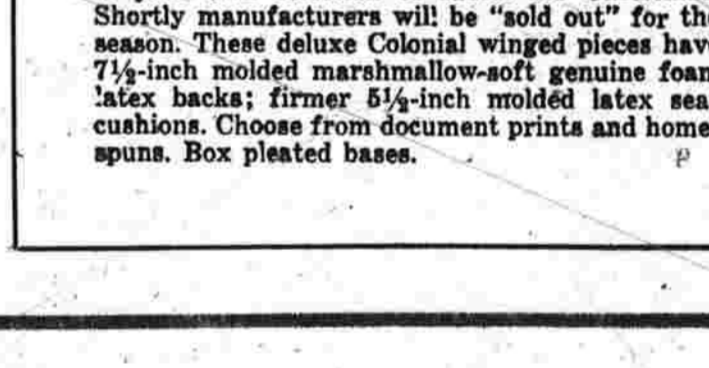 Shortly manufacturers will be "sold out" for the
season. These deluxe Colonial winged pieces have
7½-inch molded marshmallow-soft genuine foam
latex backs; firmer 5½-inch molded latex sea
cushions. Choose from document prints and home
spuns. Box pleated bases.
P